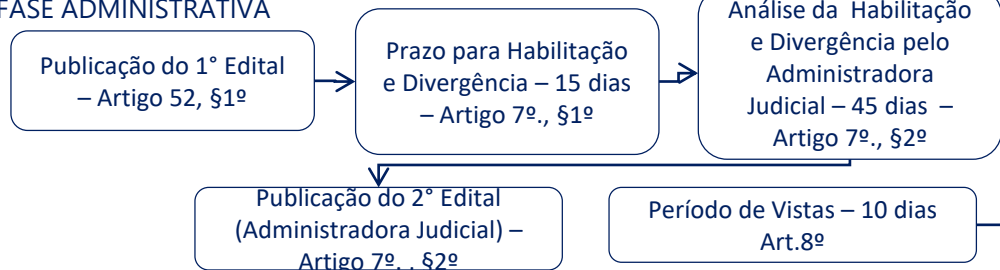 FASE ADMINISTRATIVA
Publicação do 1° Edital
– Artigo 52, §1º
Prazo para Habilitação
e Divergência – 15 dias
– Artigo 7º., §1º
Análise da Habilitação
e Divergência pelo
Administradora
Judicial – 45 dias –
Artigo 7º., §2º
Publicação do 2° Edital
(Administradora Judicial) –
Artigo 7º. , §2º
Período de Vistas – 10 dias
Art.8º